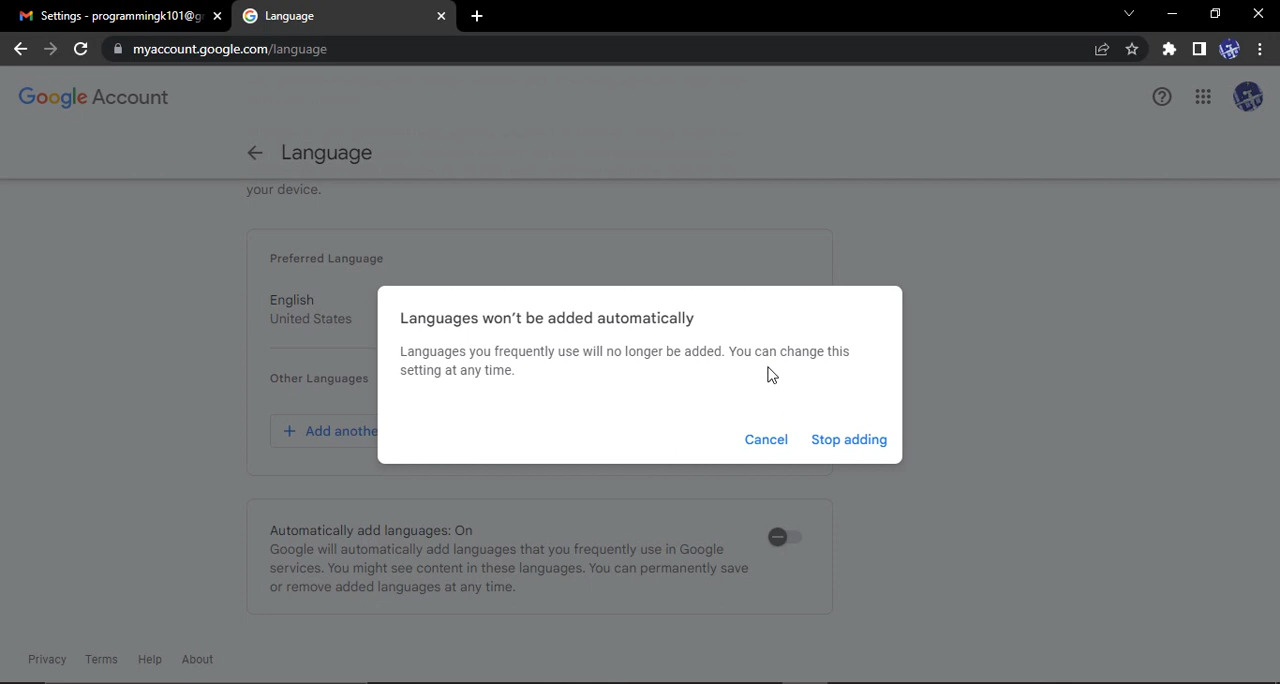 Settings - programmingk101@g
Language
myaccount.google.com/language
Google Account
Language
your device.
Preferred Language
English
United States
Languages won't be added automatically
Languages you frequently use will no longer be added. You can change this
setting at any time.
Other Languages
+ Add anothe
Cancel
Stop adding
Automatically add languages: On
Google will automatically add languages that you frequently use in Google
services. You might see content in these languages. You can permanently save
or remove added languages at any time.
Privacy
Terms
Help
About